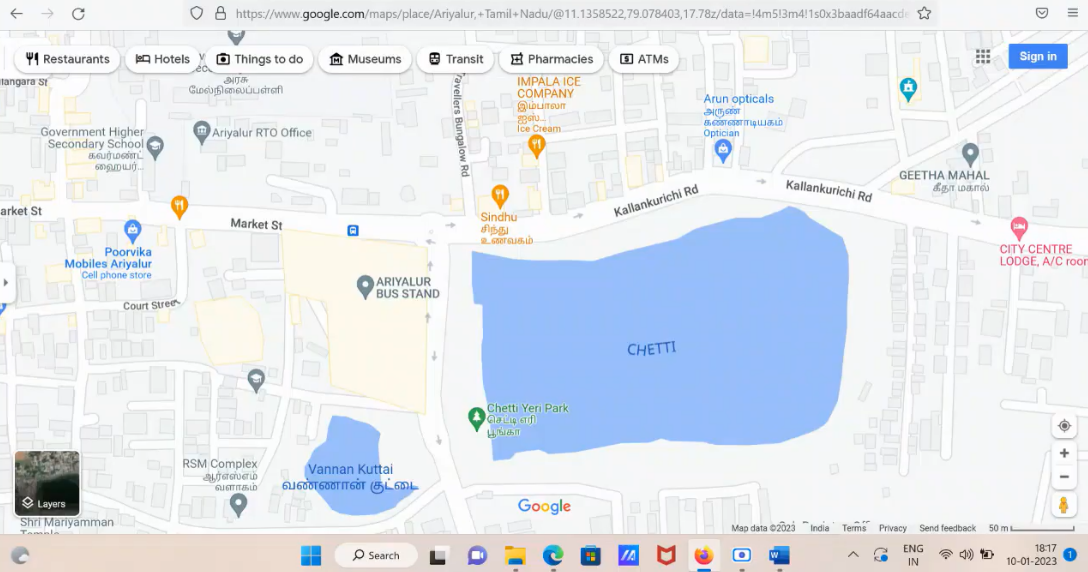 https://www.google.com/maps/place/Ariyalur,+Tamil+Nadu/@11.1358522,79.078403,17.78z/data=!4m5!3m4!1s0x3baadf64aacde
Restaurants
Hotels
Things to do
Museums
Transit
Pharmacies
ATMs
Sign in
அரசு
மேல்நிலைப்பள்ளி
Travellers Bungalow Rd
IMPALA ICE
COMPANY
இம்பாலா
ஐஸ்...
Ice Cream
Arun opticals
அருண்
கண்ணாடியகம்
Optician
Government Higher
Secondary School
கவர்மண்ட்
ஹையர்...
Ariyalur RTO Office
GEETHA MAHAL
கீதா மகால்
Kallankurichi Rd
Kallankurichi Rd
arket St
Market St
Sindhu
சிந்து
உணவகம்
CITY CENTRE
LODGE, A/C roor
Poorvika
Mobiles Ariyalur
Cell phone store
ARIYALUR
BUS STAND
Court Street
CHETTI
Chetti Yeri Park
செட்டி எரி
பூங்கா
RSM Complex
ஆர்எஸ்எம்
வளாகம்
Vannan Kuttai
வண்ணான் குட்டை
Layers
Shri Mariyamman
Google
Map data ©2023
India
Terms
Privacy
Send feedback
50 m
Search
ENG
IN
18:17
10-01-2023
1